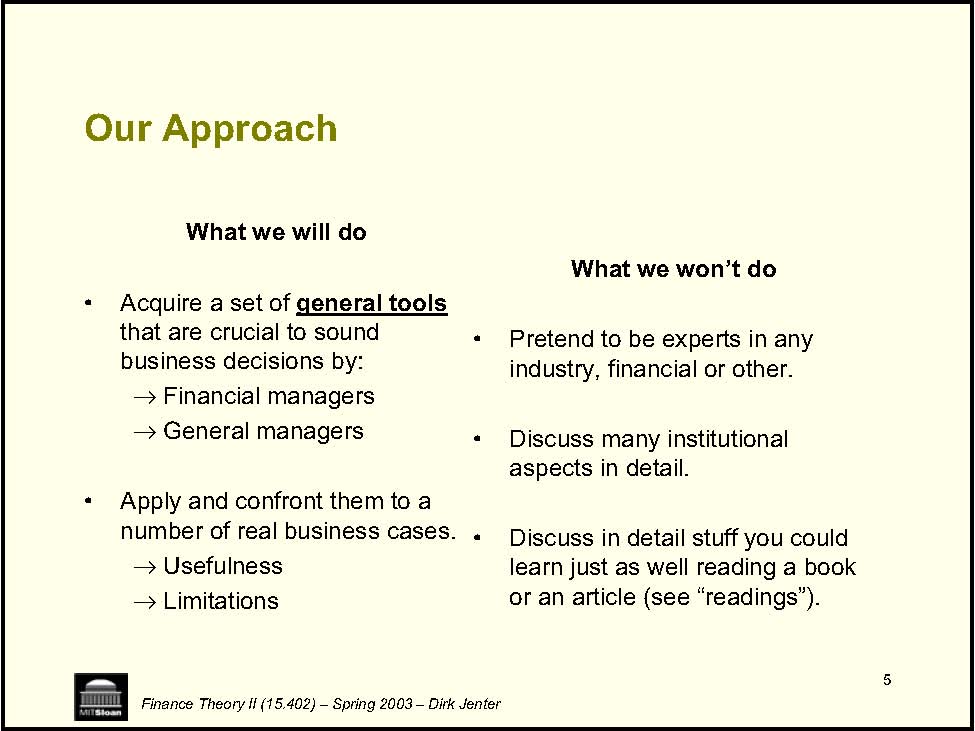 Our Approach
What we will do
• Acquire a set of general tools
that are crucial to sound
business decisions by:
→ Financial managers
→ General managers
• Apply and confront them to a
number of real business cases.
→ Usefulness
→ Limitations
What we won’t do
• Pretend to be experts in any
industry, financial or other.
• Discuss many institutional
aspects in detail.
• Discuss in detail stuff you could
learn just as well reading a book
or an article (see “readings”).
5
MITSloan
Finance Theory II (15.402) – Spring 2003 – Dirk Jenter